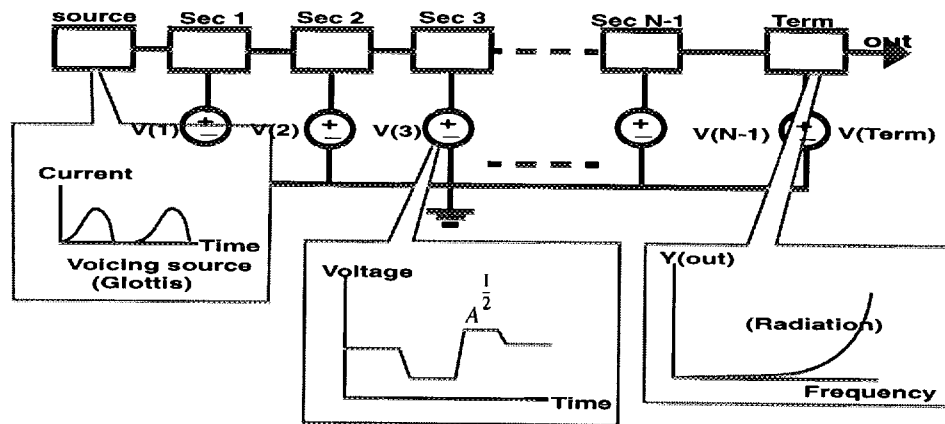 source Sec 1 Sec 2 Sec 3 Sec N-1 Term
out
V(1) V(2) V(3) V(N-1) V(Term)
+ + + + +
− − − − −
Current
Time
Voicing source
(Glottis)
Voltage
A^{1/2}
Time
Y(out)
(Radiation)
Frequency